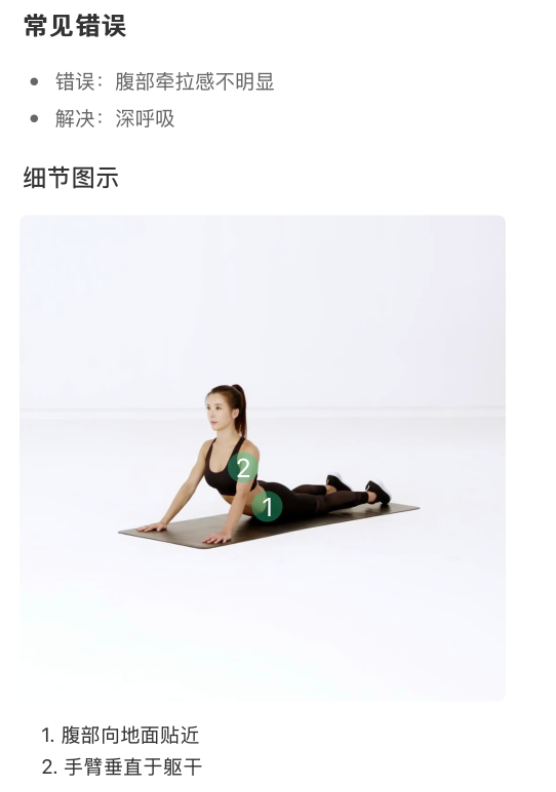 常见错误
错误：腹部牵拉感不明显
解决：深呼吸
细节图示
2
1
1. 腹部向地面贴近
2. 手臂垂直于躯干